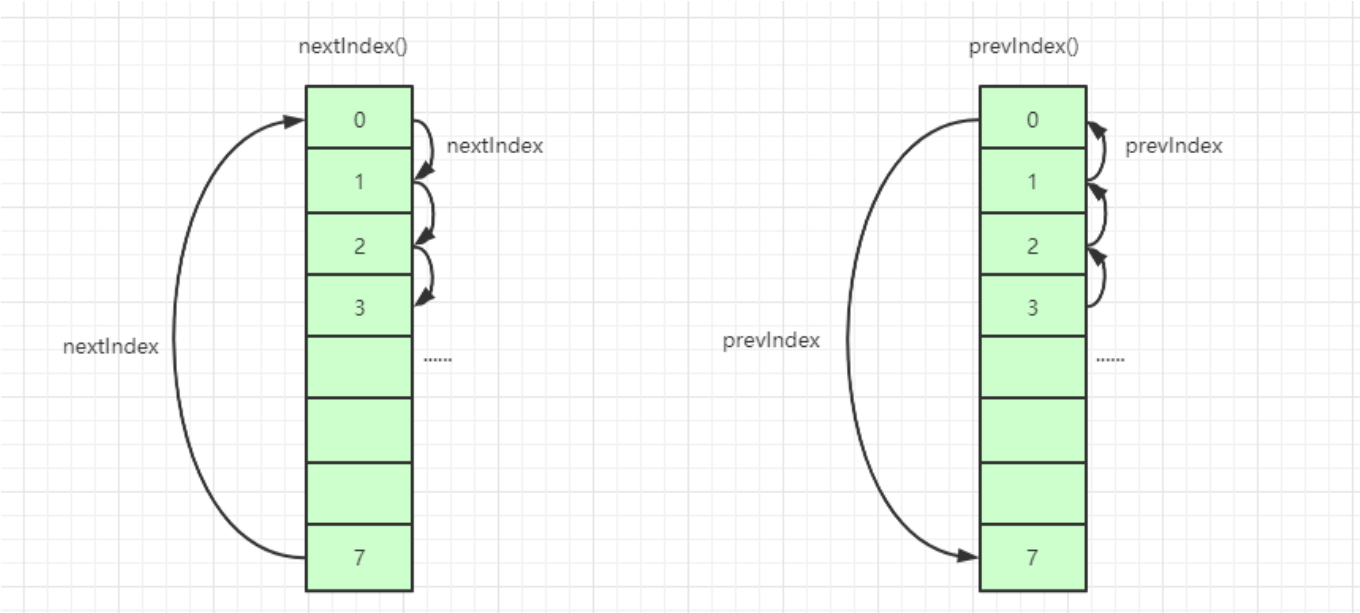 nextIndex()
0
nextIndex
1
2
3
nextIndex
......
7
prevIndex()
0
prevIndex
1
2
3
prevIndex
......
7